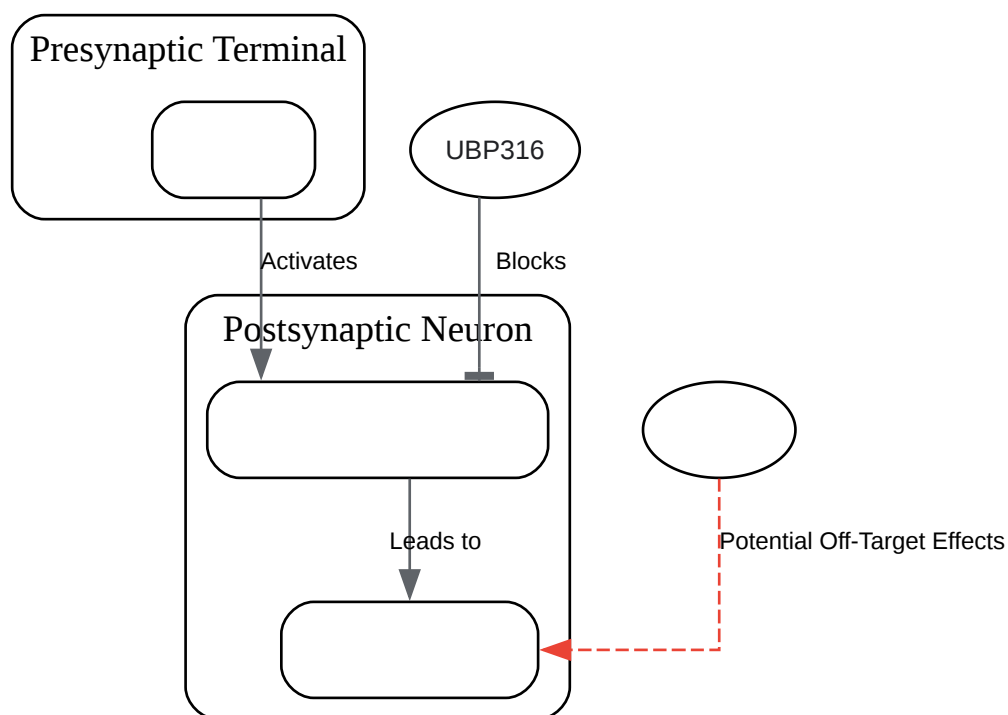 Presynaptic Terminal
UBP316
Activates
Blocks
Postsynaptic Neuron
Leads to
Potential Off-Target Effects